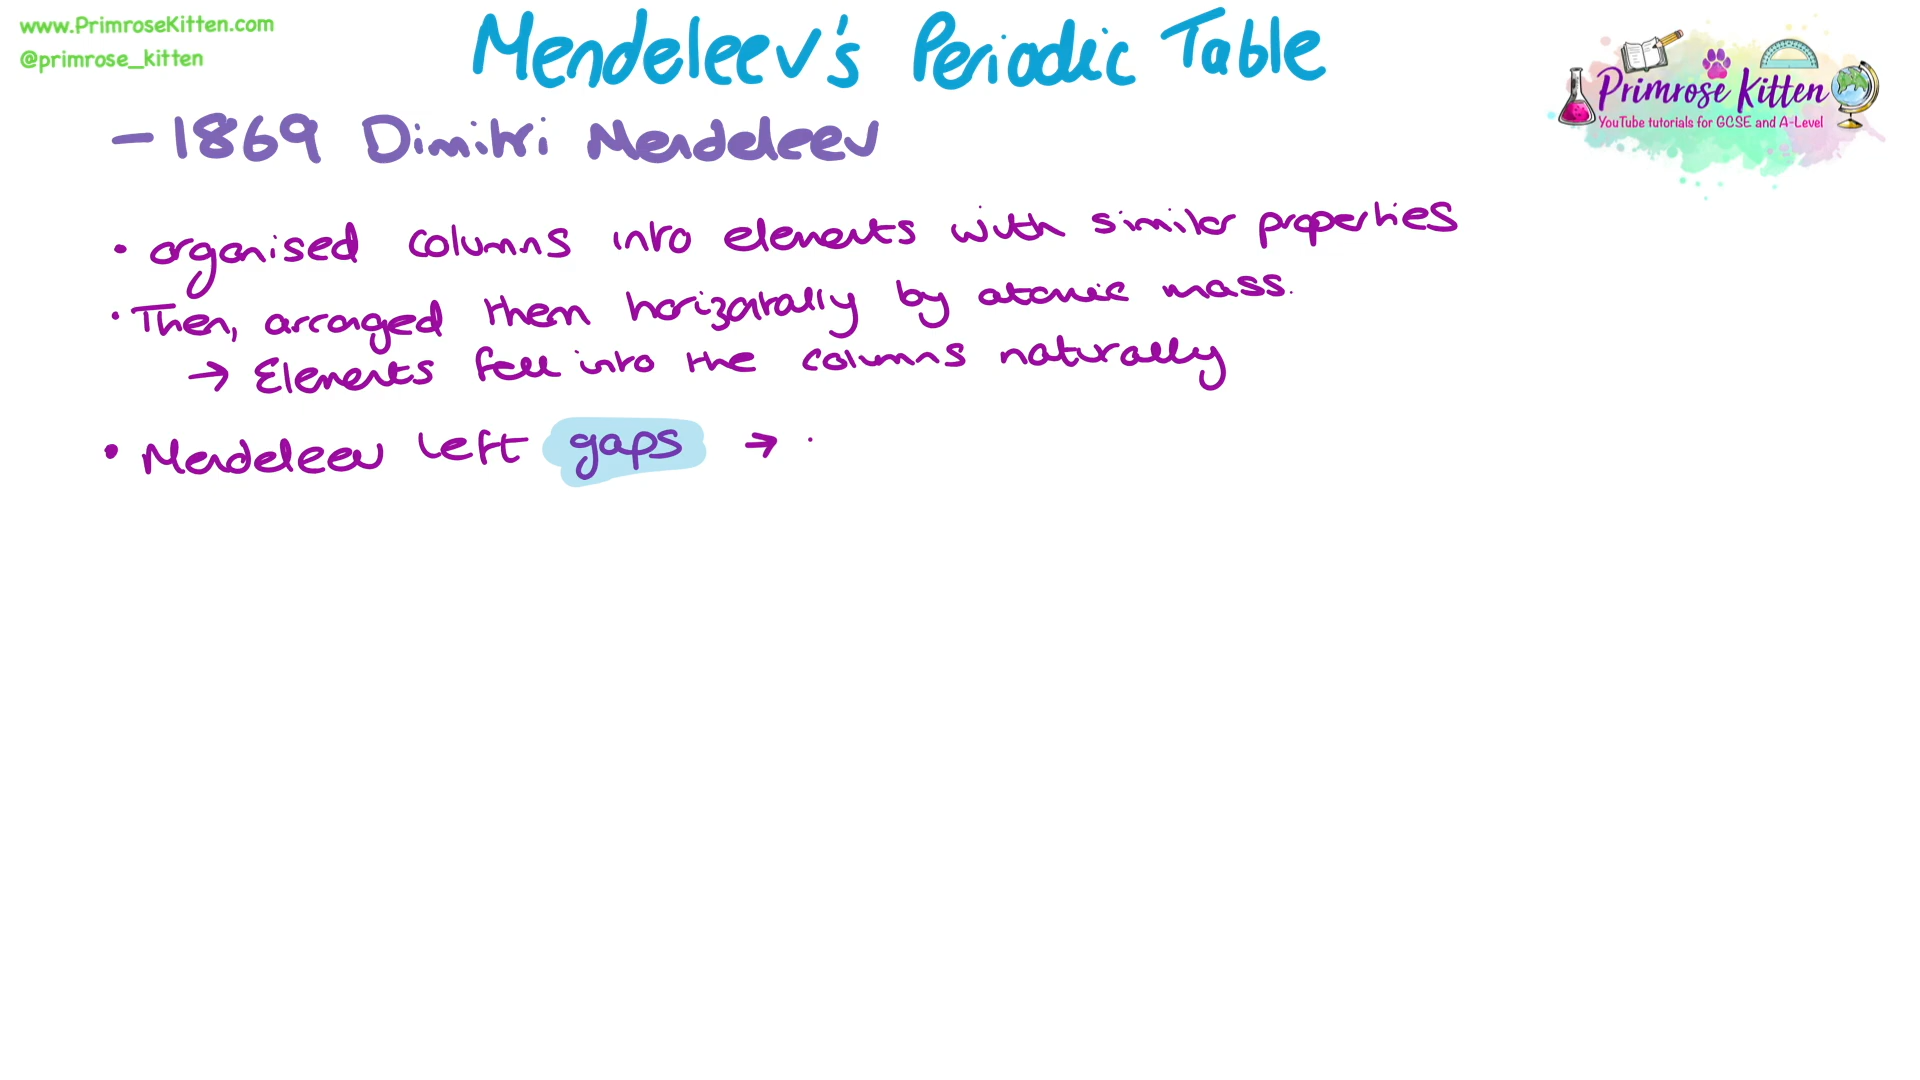 www.PrimroseKitten.com
@primrose_kitten
Mendeleev's Periodic Table
Primrose Kitten
YouTube tutorials for GCSE and A-Level
- 1869 Dimitri Mendeleev
• organised columns into elements with similar properties
• Then, arranged them horizontally by atomic mass.
→ Elements fell into the columns naturally
• Mendeleev left gaps →